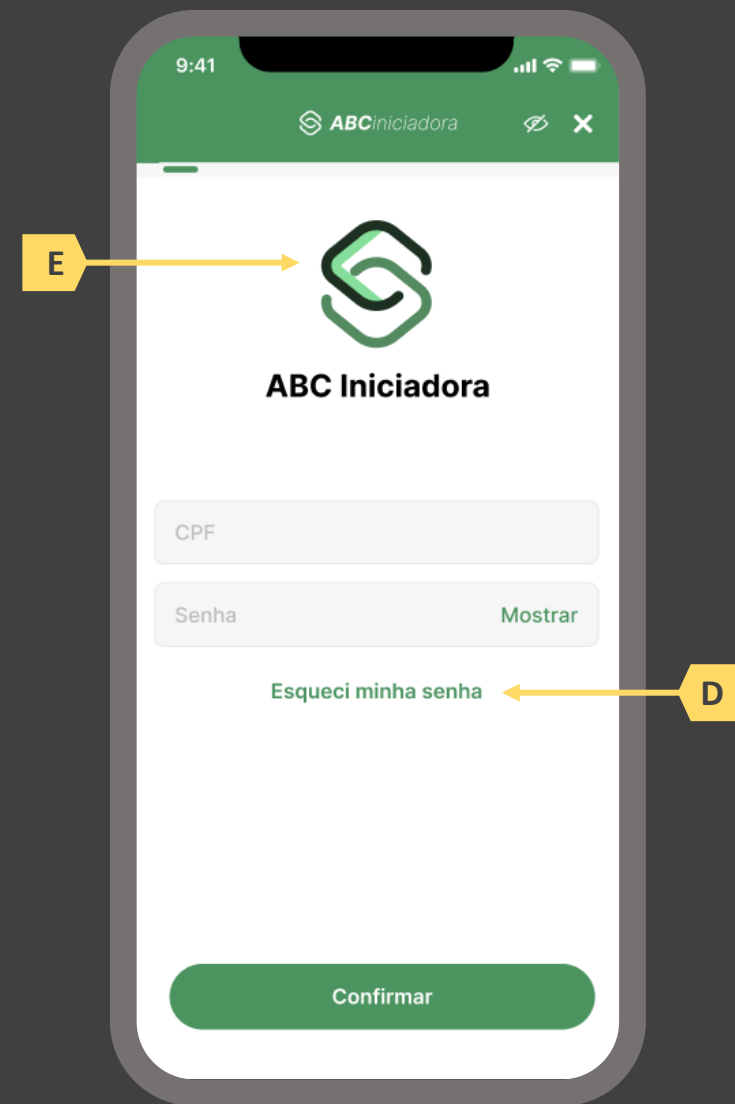 9:41
ABCiniciadora
E
ABC Iniciadora
CPF
Senha Mostrar
Esqueci minha senha
D
Confirmar